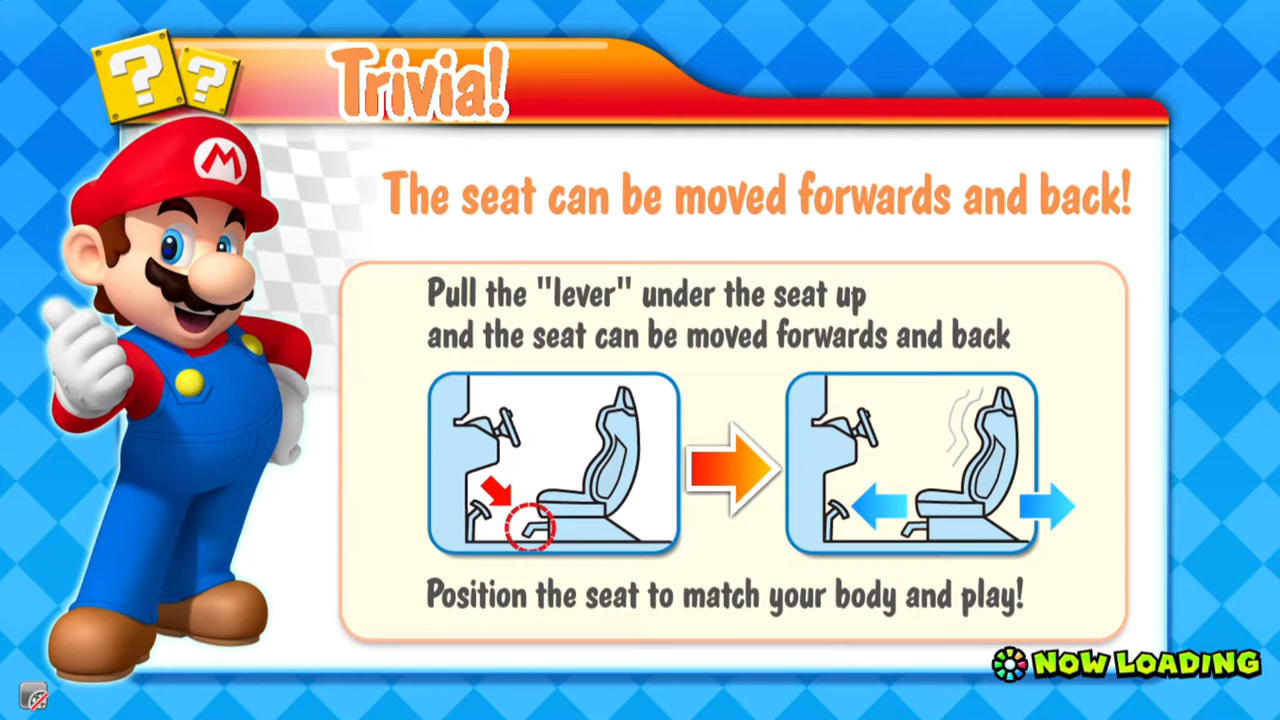 ? ?
Trivia!
M
The seat can be moved forwards and back!
Pull the "lever" under the seat up
and the seat can be moved forwards and back
Position the seat to match your body and play!
NOW LOADING